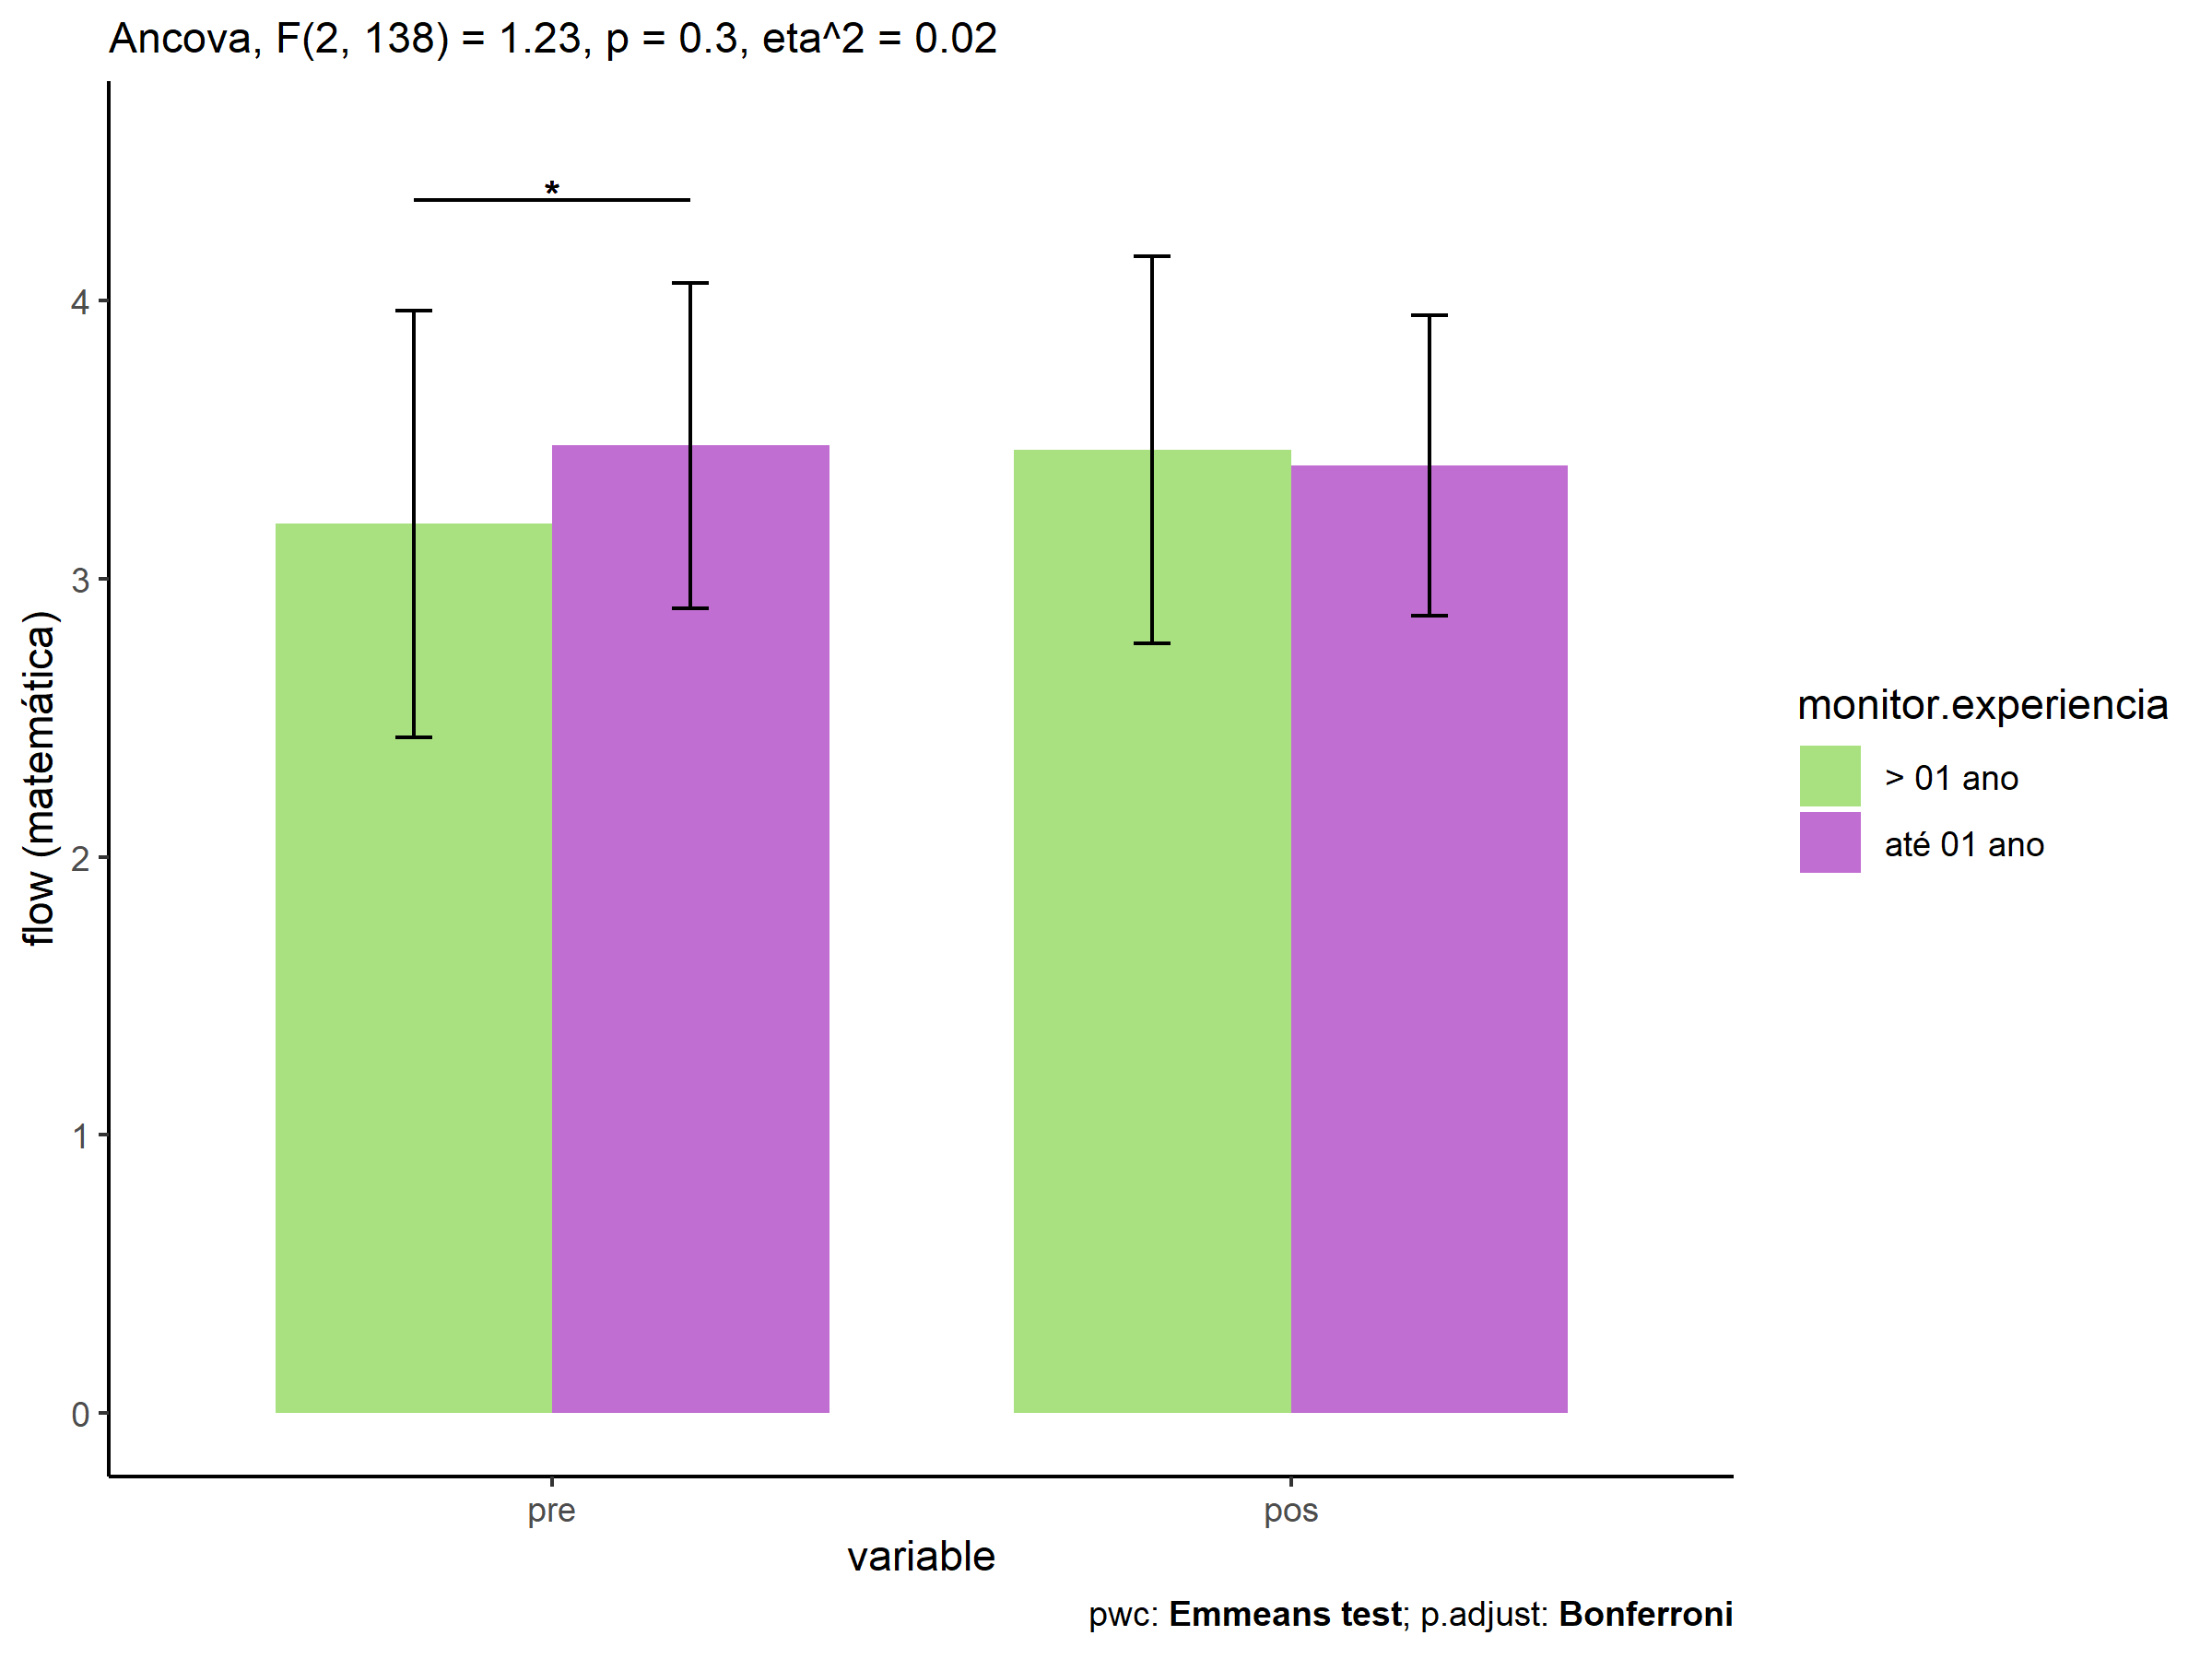 Ancova, F(2, 138) = 1.23, p = 0.3, eta^2 = 0.02
*
4
3
2
1
0
flow (matemática)
pre
pos
variable
monitor.experiencia
> 01 ano
até 01 ano
pwc: Emmeans test; p.adjust: Bonferroni